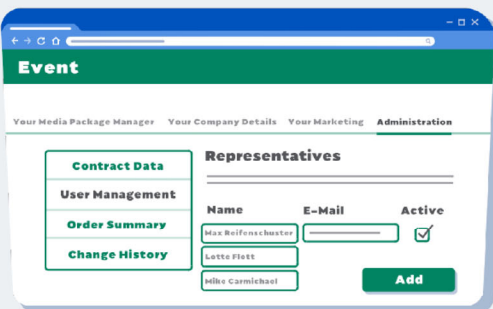 Event
Your Media Package Manager Your Company Details Your Marketing Administration
Contract Data
User Management
Order Summary
Change History
Representatives
Name E-Mail Active
Max Reifenschuster
Lotte Flott
Mike Carmichael
Add